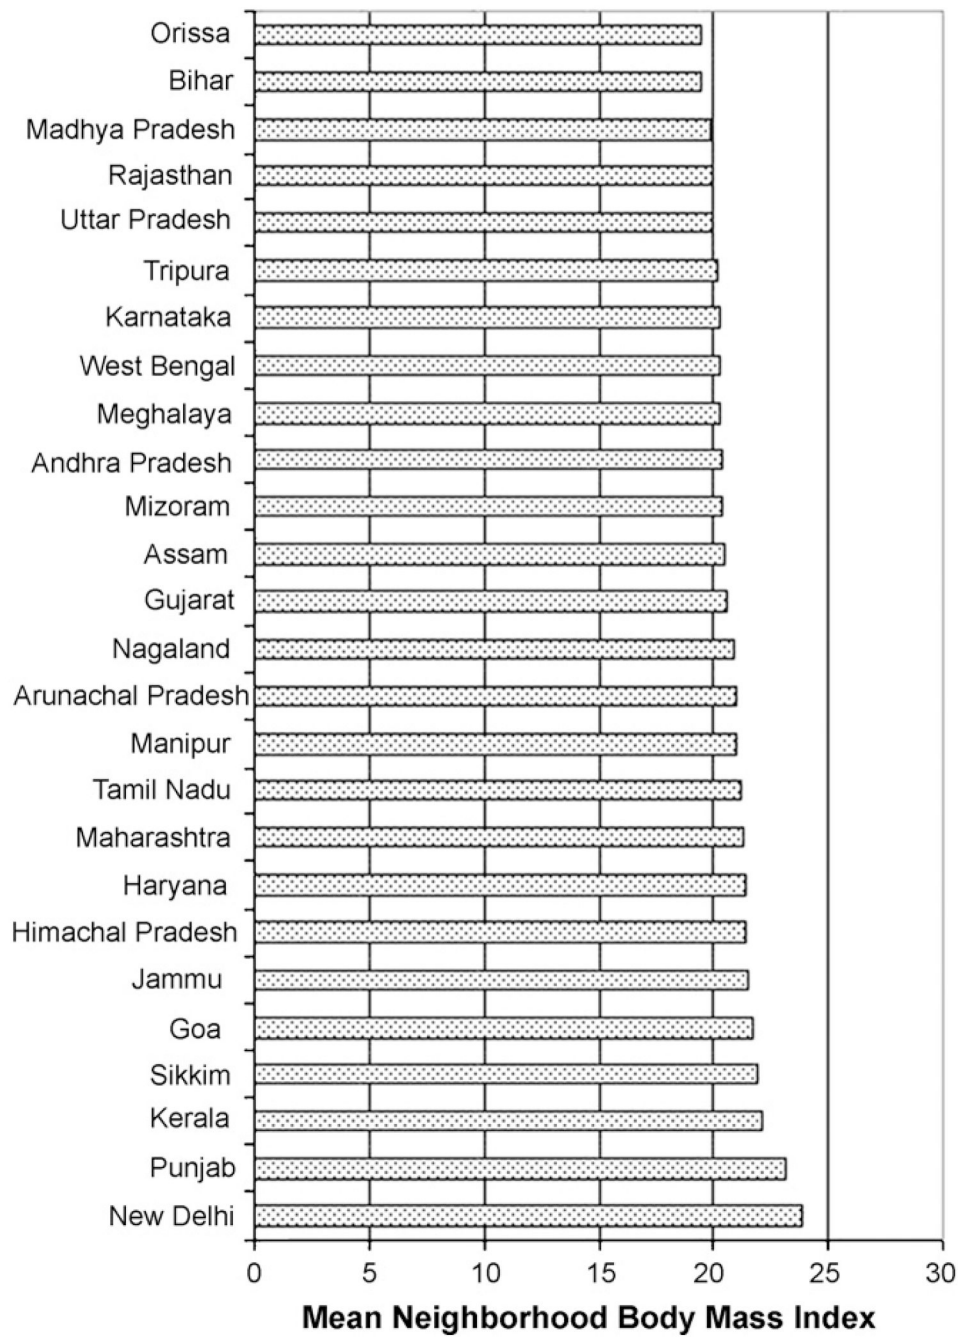 Orissa
Bihar
Madhya Pradesh
Rajasthan
Uttar Pradesh
Tripura
Karnataka
West Bengal
Meghalaya
Andhra Pradesh
Mizoram
Assam
Gujarat
Nagaland
Arunachal Pradesh
Manipur
Tamil Nadu
Maharashtra
Haryana
Himachal Pradesh
Jammu
Goa
Sikkim
Kerala
Punjab
New Delhi
0 5 10 15 20 25 30
Mean Neighborhood Body Mass Index